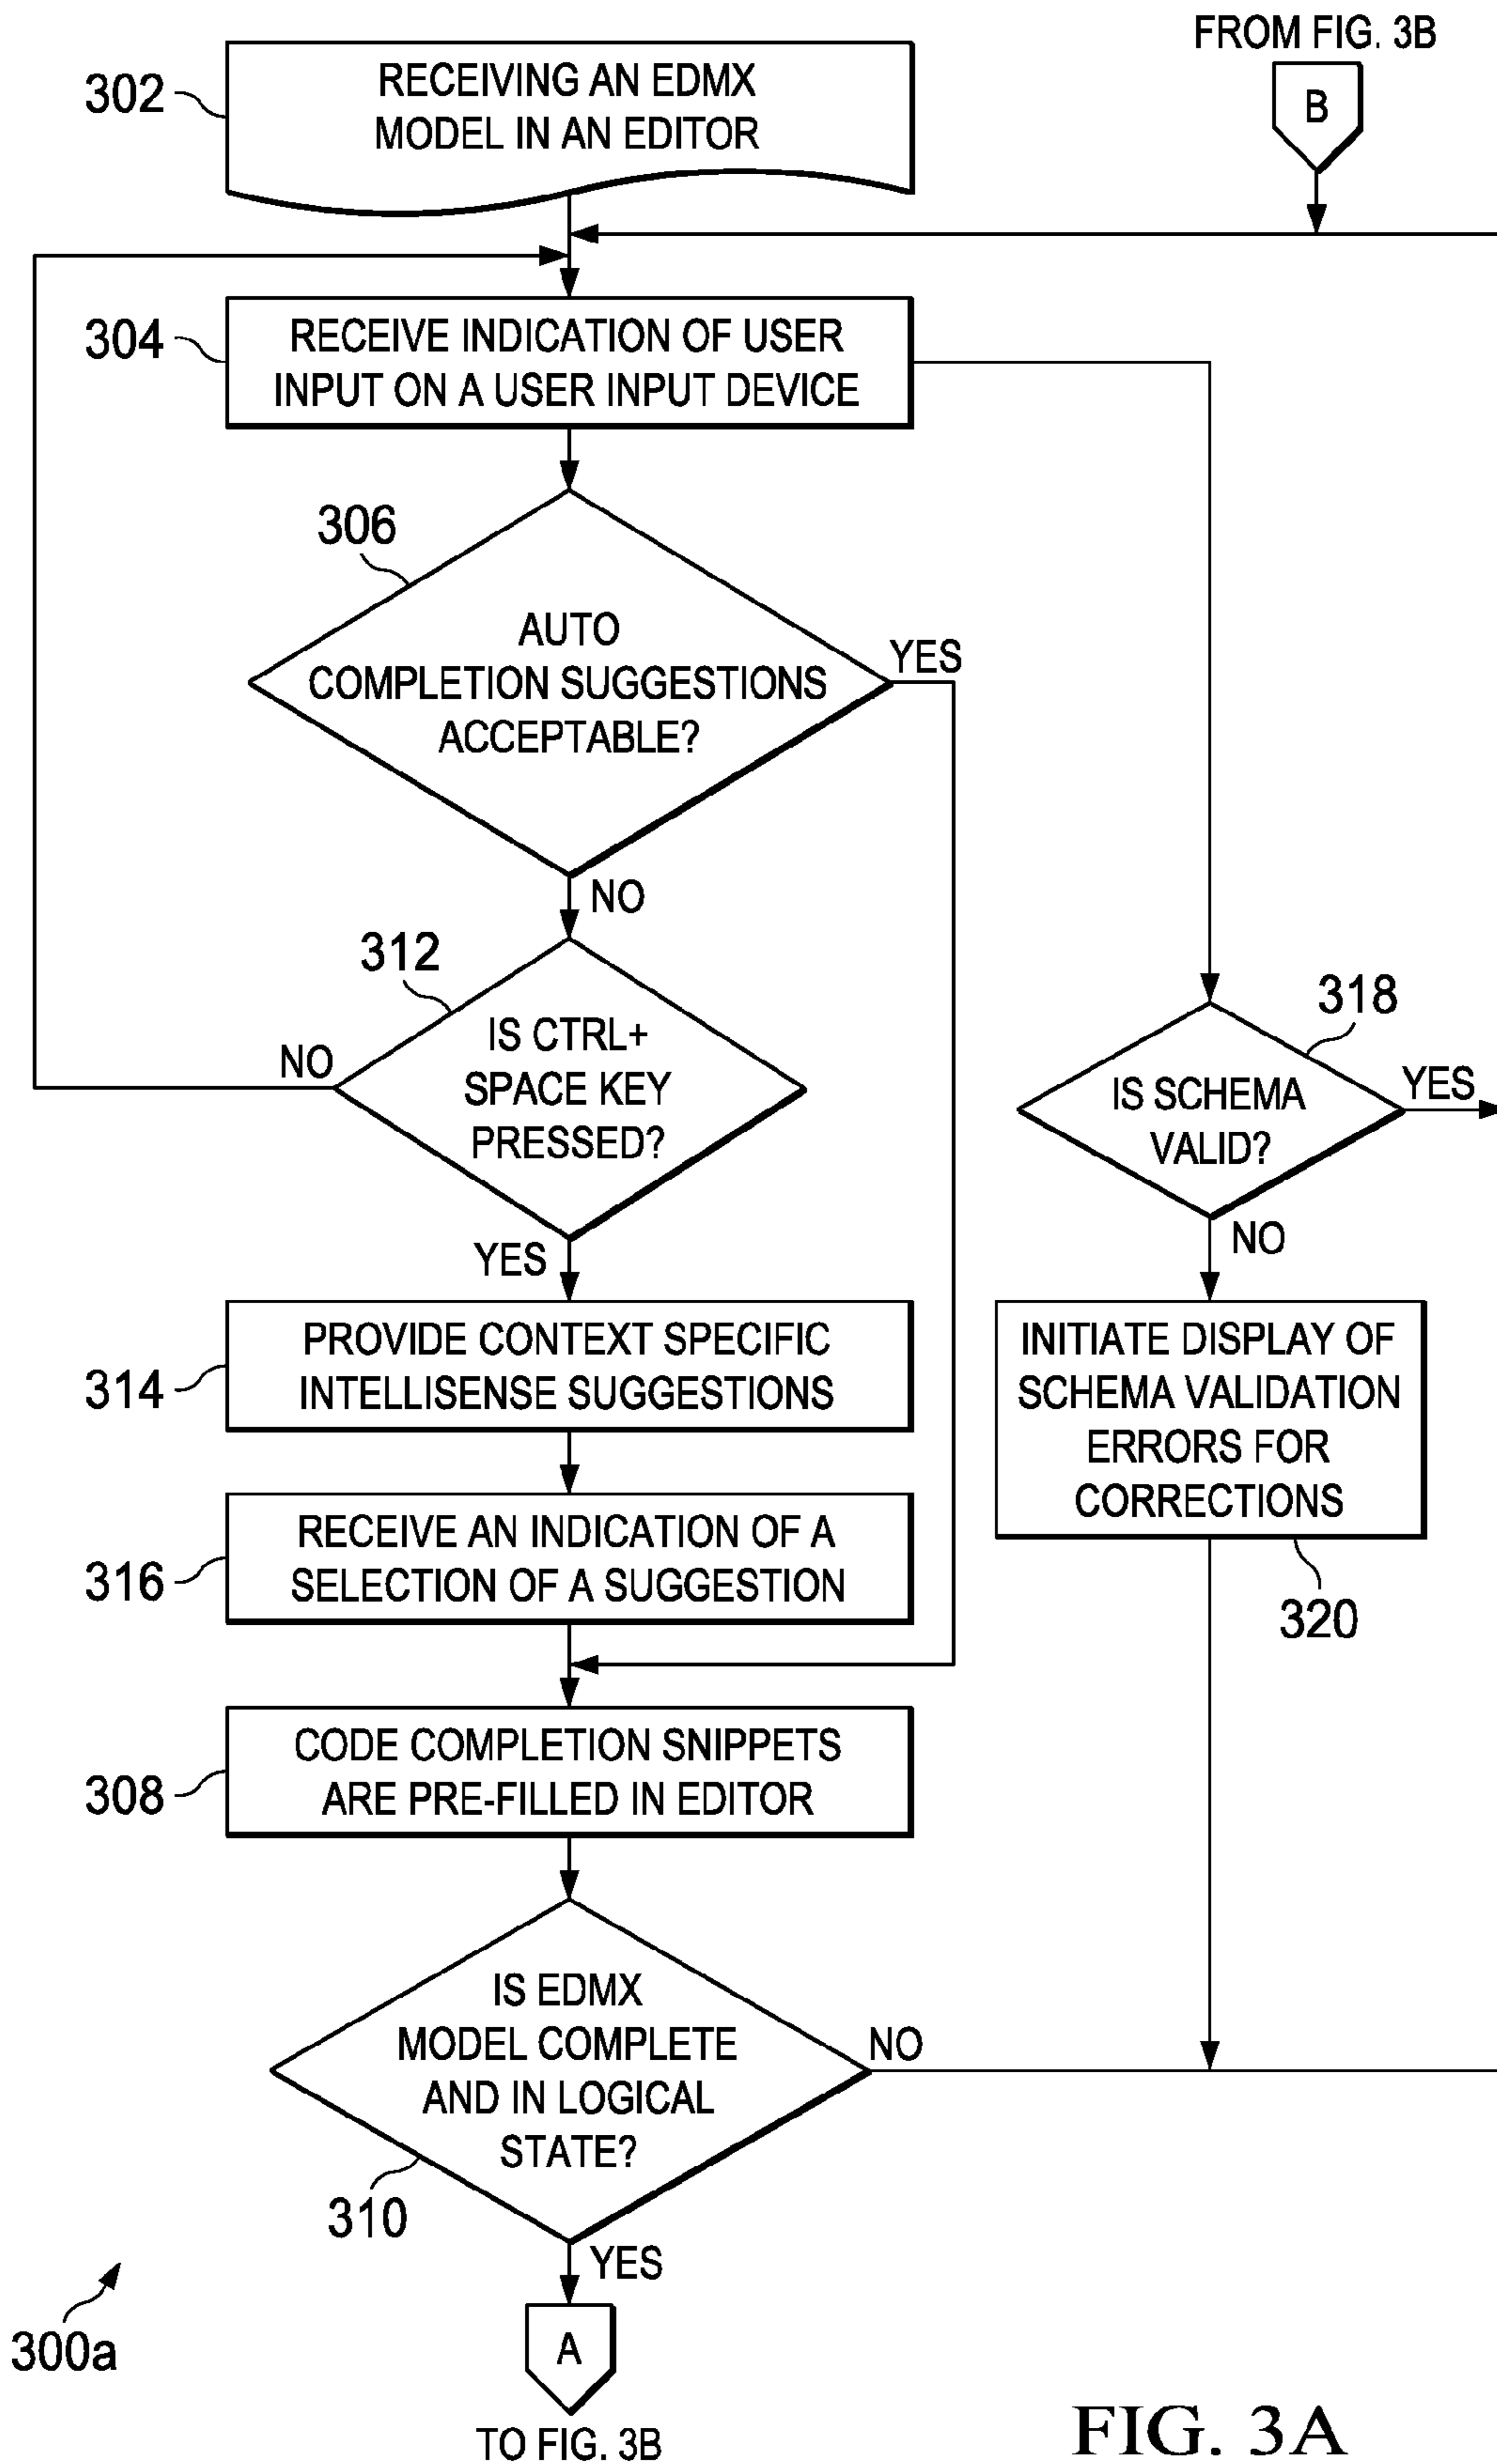 FROM FIG. 3B
B
302
RECEIVING AN EDMX
MODEL IN AN EDITOR
304
RECEIVE INDICATION OF USER
INPUT ON A USER INPUT DEVICE
306
AUTO
COMPLETION SUGGESTIONS
ACCEPTABLE?
YES
NO
312
IS CTRL+
SPACE KEY
PRESSED?
NO
YES
318
IS SCHEMA
VALID?
YES
NO
314
PROVIDE CONTEXT SPECIFIC
INTELLISENSE SUGGESTIONS
INITIATE DISPLAY OF
SCHEMA VALIDATION
ERRORS FOR
CORRECTIONS
320
316
RECEIVE AN INDICATION OF A
SELECTION OF A SUGGESTION
308
CODE COMPLETION SNIPPETS
ARE PRE-FILLED IN EDITOR
IS EDMX
MODEL COMPLETE
AND IN LOGICAL
STATE?
NO
310
YES
300a
A
TO FIG. 3B
FIG. 3A